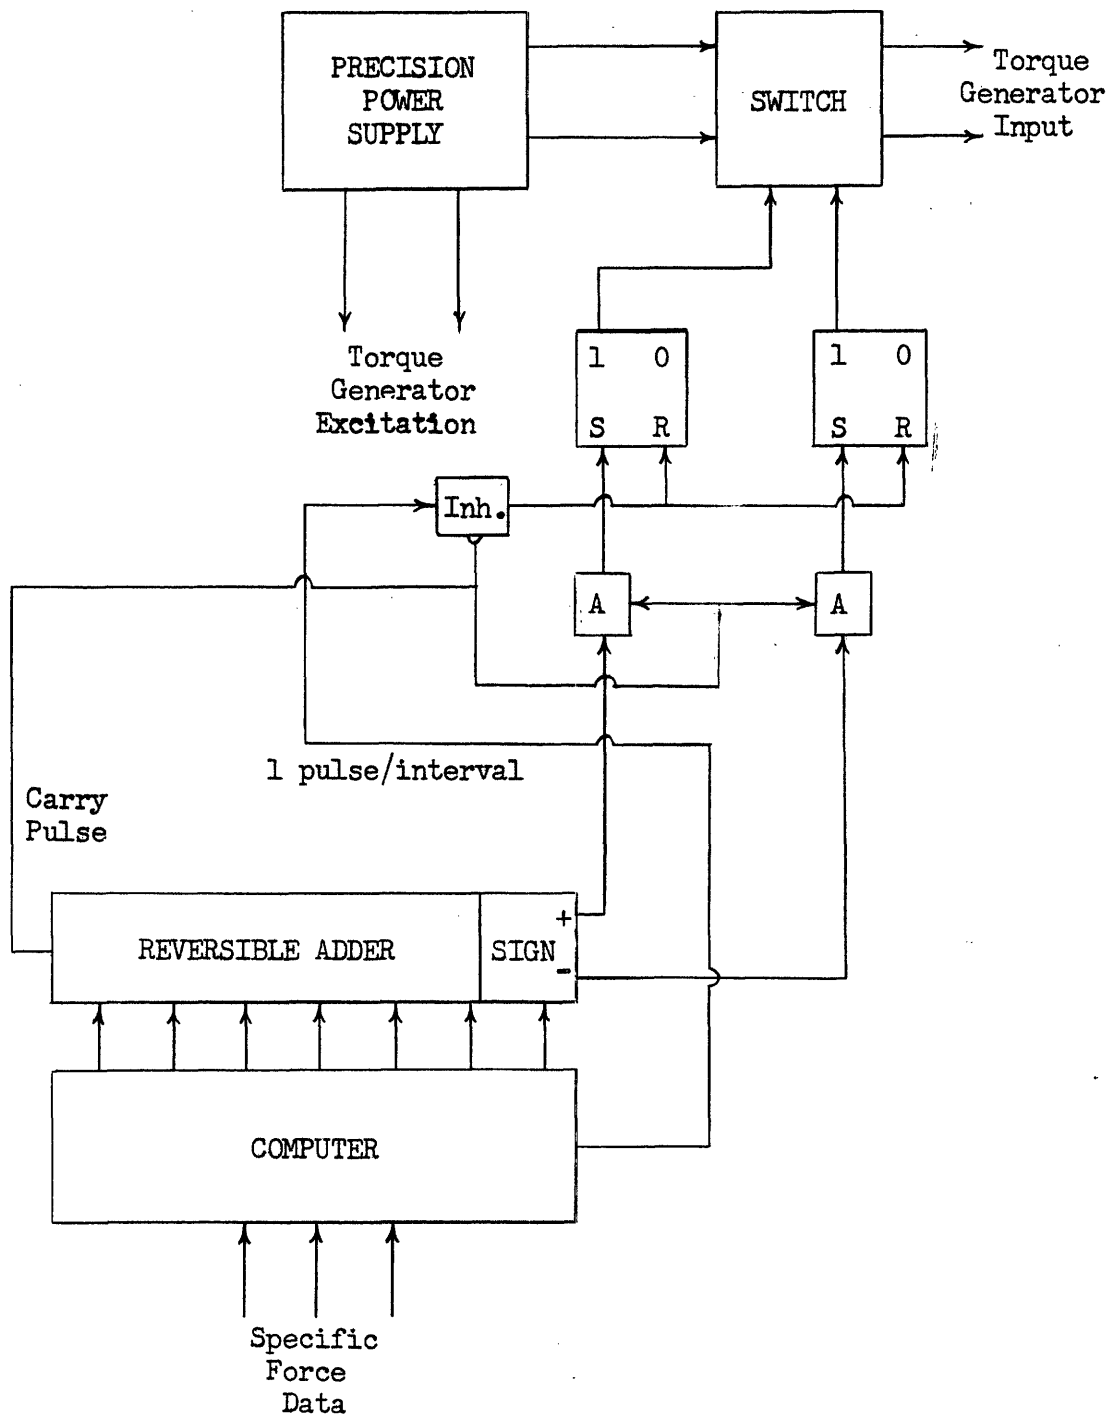 PRECISION
POWER
SUPPLY
SWITCH
Torque
Generator
Input
Torque
Generator
Excitation
1 0
S R
1 0
S R
Inh.
A
A
1 pulse/interval
Carry
Pulse
REVERSIBLE ADDER
SIGN
+
-
COMPUTER
Specific
Force
Data